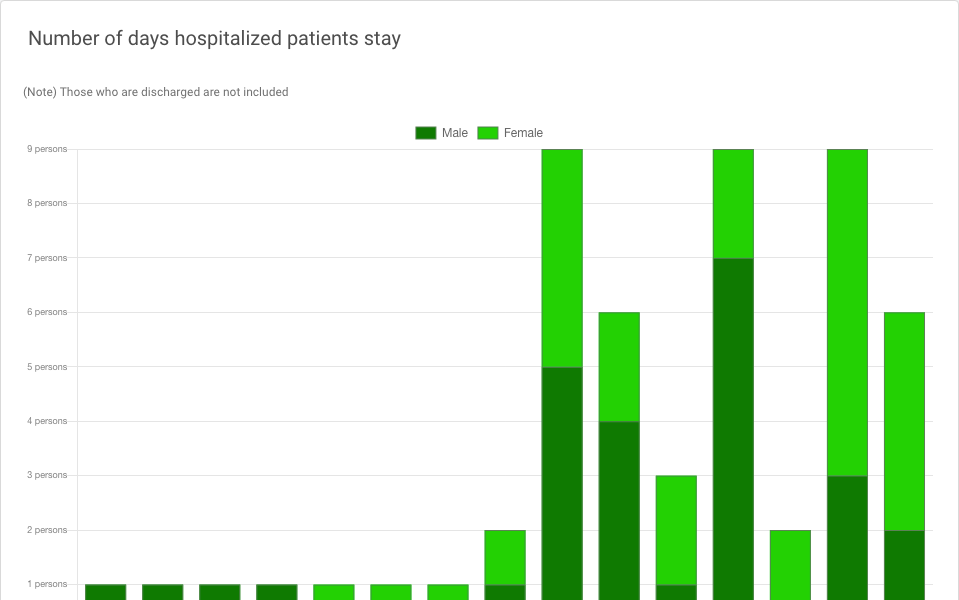 Number of days hospitalized patients stay
(Note) Those who are discharged are not included
Male Female
9 persons
8 persons
7 persons
6 persons
5 persons
4 persons
3 persons
2 persons
1 persons